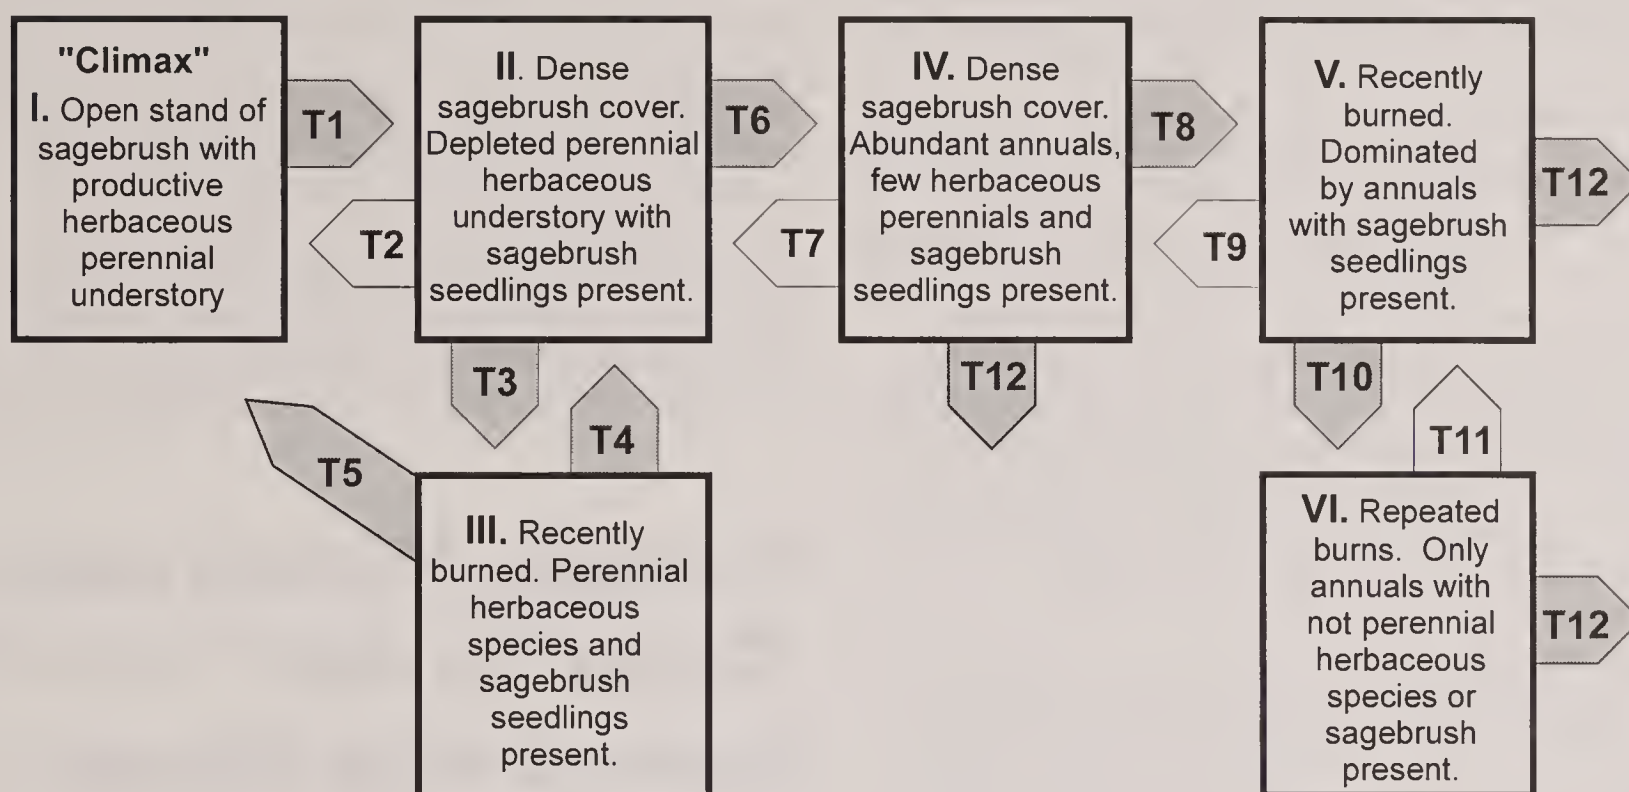 "Climax"
I. Open stand of
sagebrush with
productive
herbaceous
perennial
understory
T1
T2
II. Dense
sagebrush cover.
Depleted perennial
herbaceous
understory with
sagebrush
seedlings present.
T6
T7
IV. Dense
sagebrush cover.
Abundant annuals,
few herbaceous
perennials and
sagebrush
seedlings present.
T8
T9
V. Recently
burned.
Dominated
by annuals
with sagebrush
seedlings
present.
T12
T3
T4
T5
T12
T10
T11
III. Recently
burned. Perennial
herbaceous
species and
sagebrush
seedlings
present.
VI. Repeated
burns. Only
annuals with
not perennial
herbaceous
species or
sagebrush
present.
T12